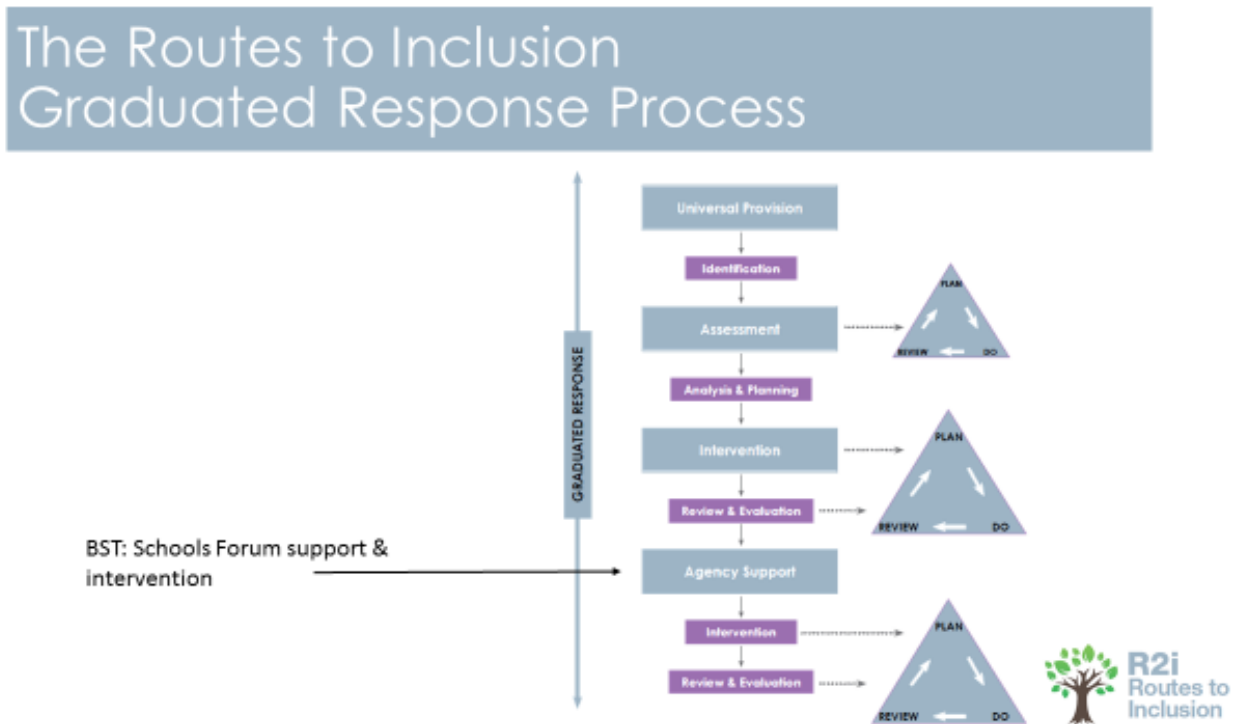 The Routes to Inclusion
Graduated Response Process
Universal Provision
Identification
PLAN
Assessment
REVIEW
DO
Analysis & Planning
GRADUATED RESPONSE
PLAN
Intervention
Review & Evaluation
REVIEW
DO
BST: Schools Forum support &
intervention
Agency Support
PLAN
Intervention
Review & Evaluation
REVIEW
DO
R2i
Routes to
Inclusion